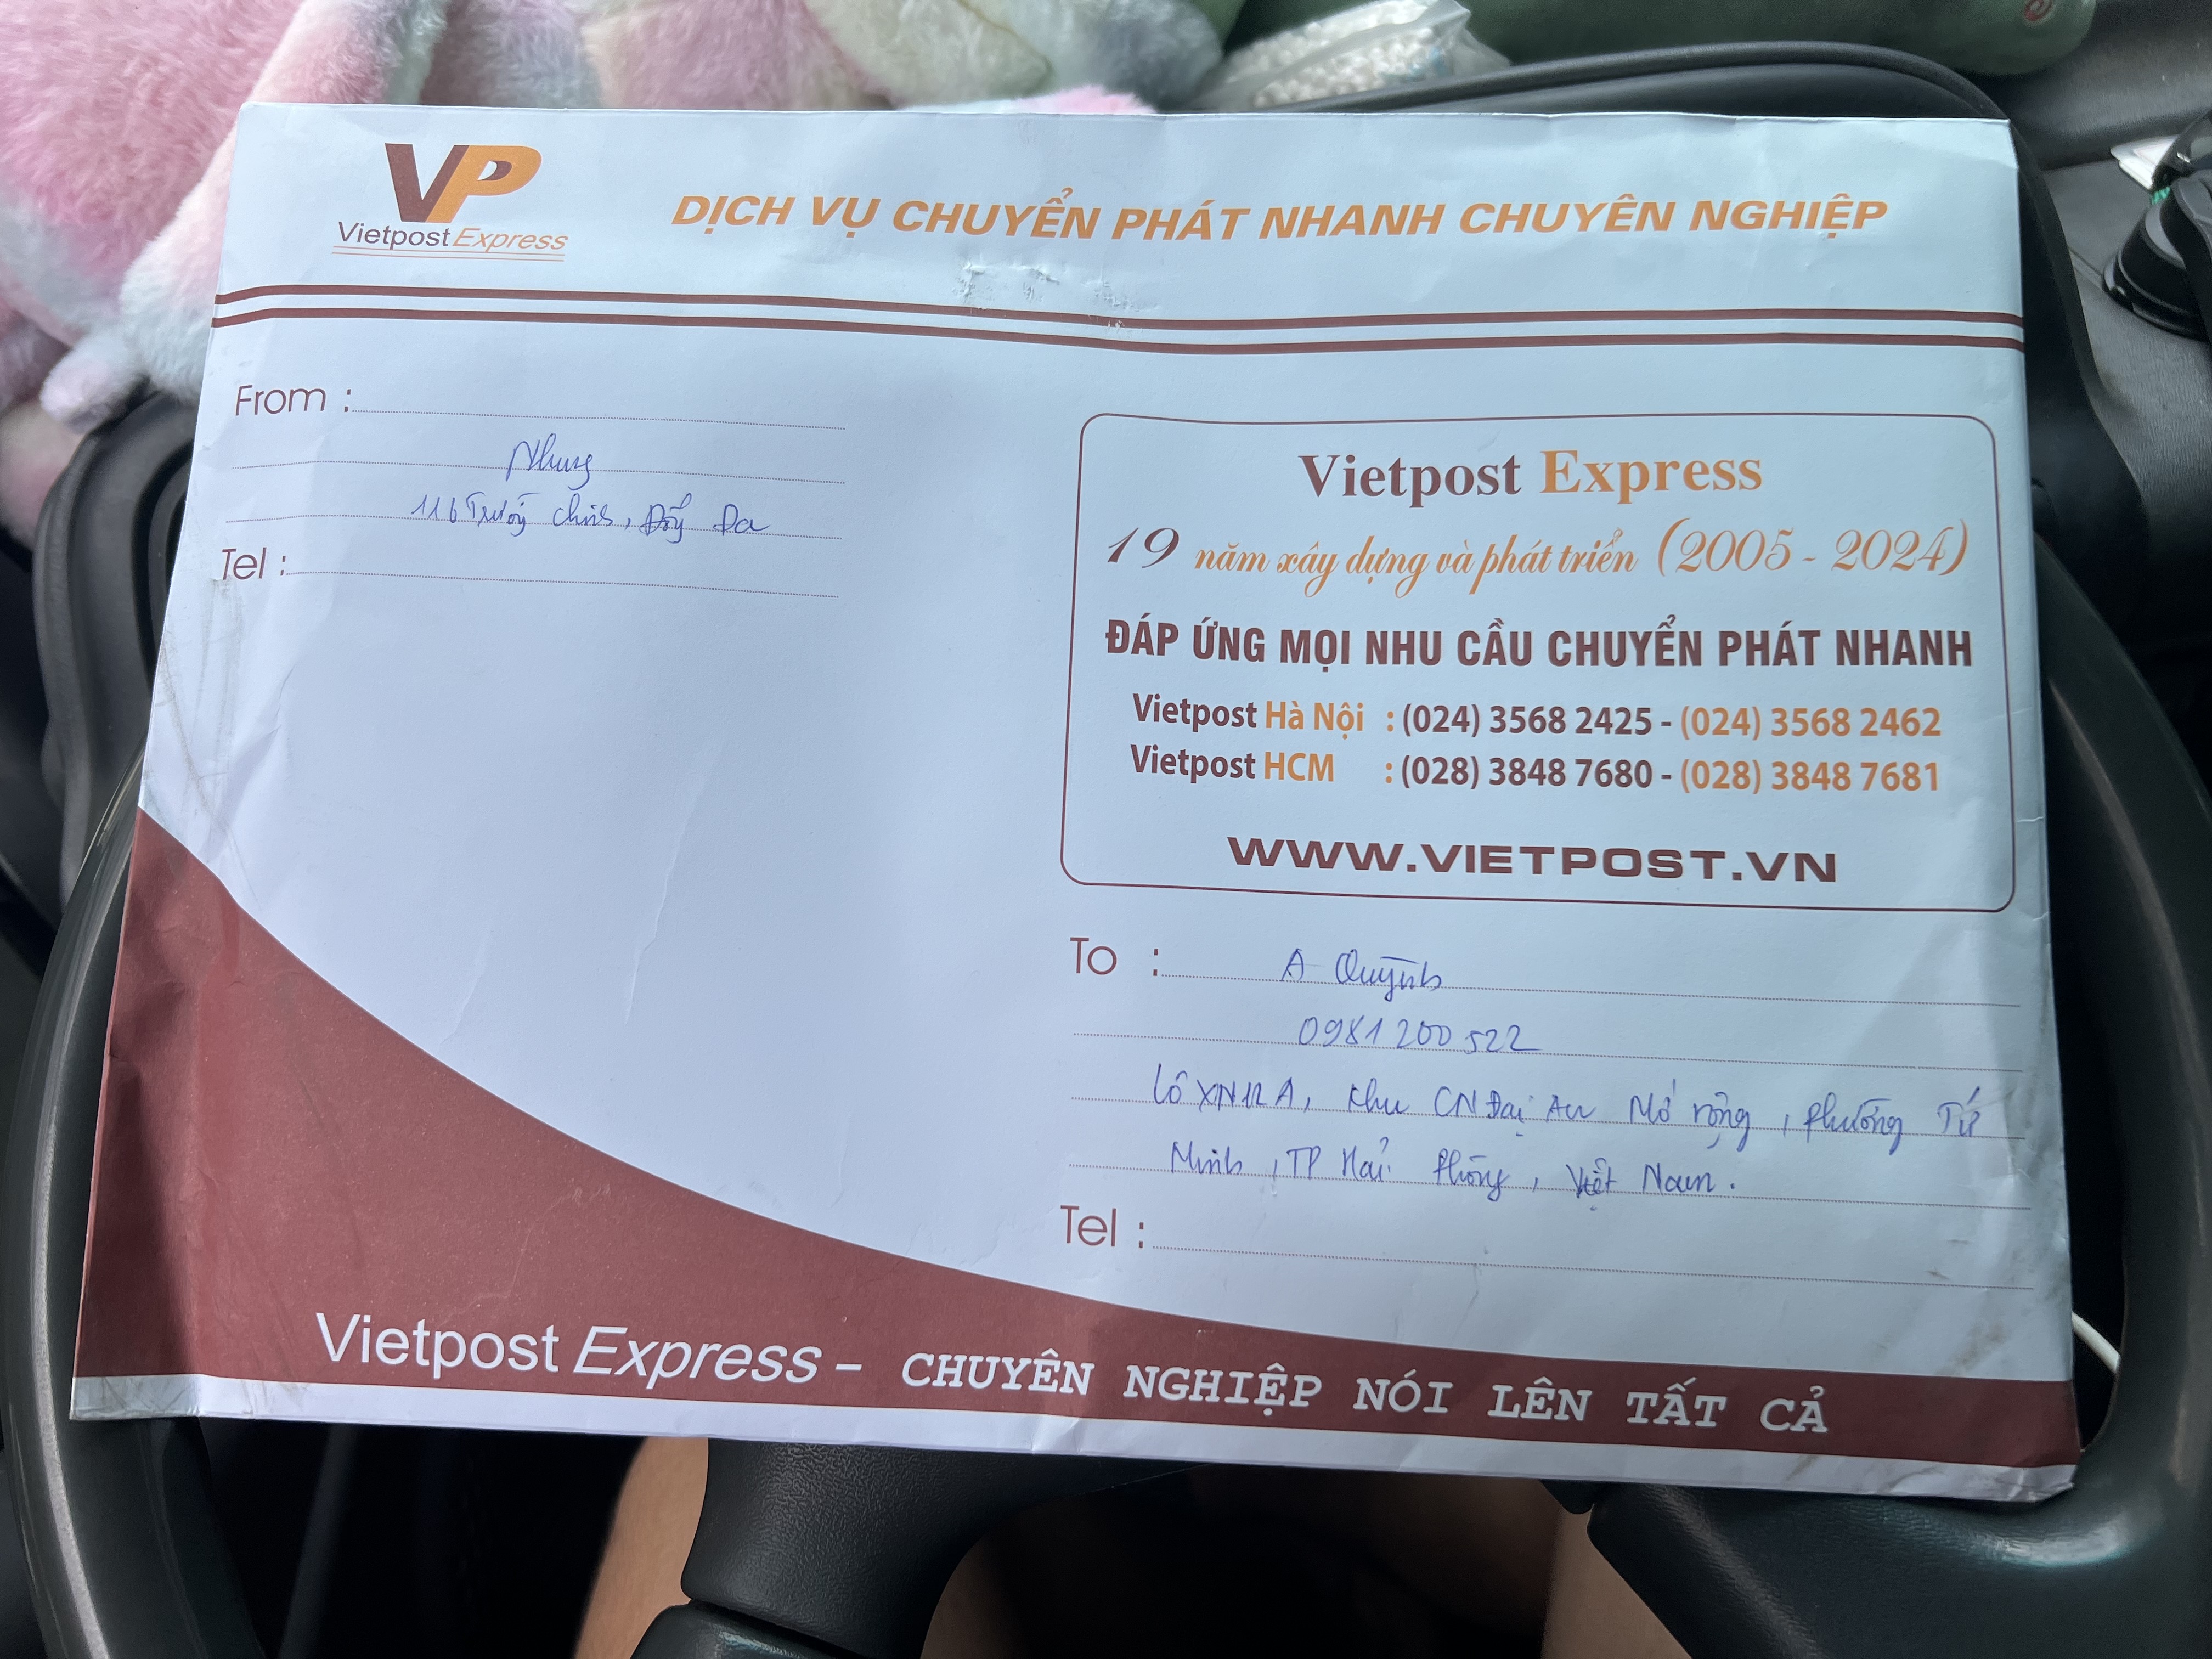 VP
Vietpost Express
DỊCH VỤ CHUYỂN PHÁT NHANH CHUYÊN NGHIỆP
From :
Nhung
116 Trường Chinh, Đống Đa
Tel :
Vietpost Express
19 năm xây dựng và phát triển (2005 - 2024)
ĐÁP ỨNG MỌI NHU CẦU CHUYỂN PHÁT NHANH
Vietpost Hà Nội : (024) 3568 2425 - (024) 3568 2462
Vietpost HCM : (028) 3848 7680 - (028) 3848 7681
WWW.VIETPOST.VN
To : A Quỳnh
0981 200 522
Lô XN12A, Khu CN Đại An Mở rộng, phường Tứ
Minh, TP Hải Phòng, Việt Nam.
Tel :
Vietpost Express – CHUYÊN NGHIỆP NÓI LÊN TẤT CẢ